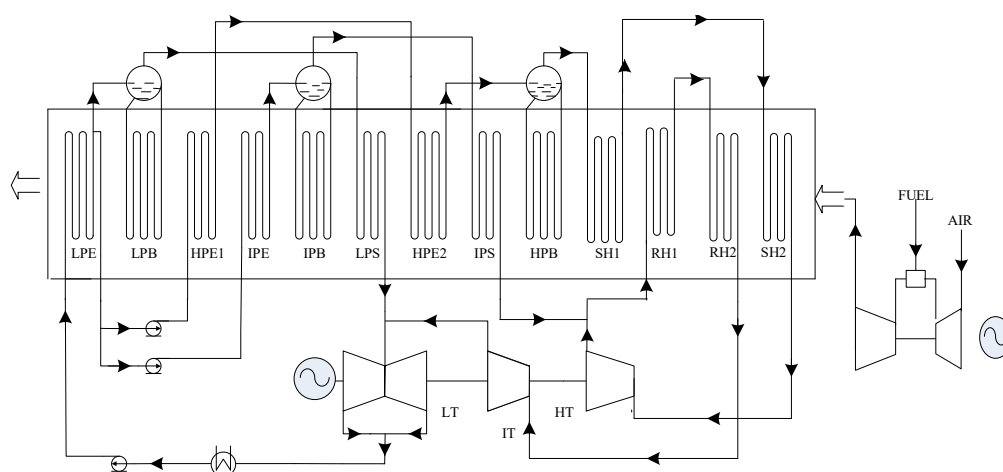 FUEL
AIR
LPE
LPB
HPE1
IPE
IPB
LPS
HPE2
IPS
HPB
SH1
RH1
RH2
SH2
LT
IT
HT